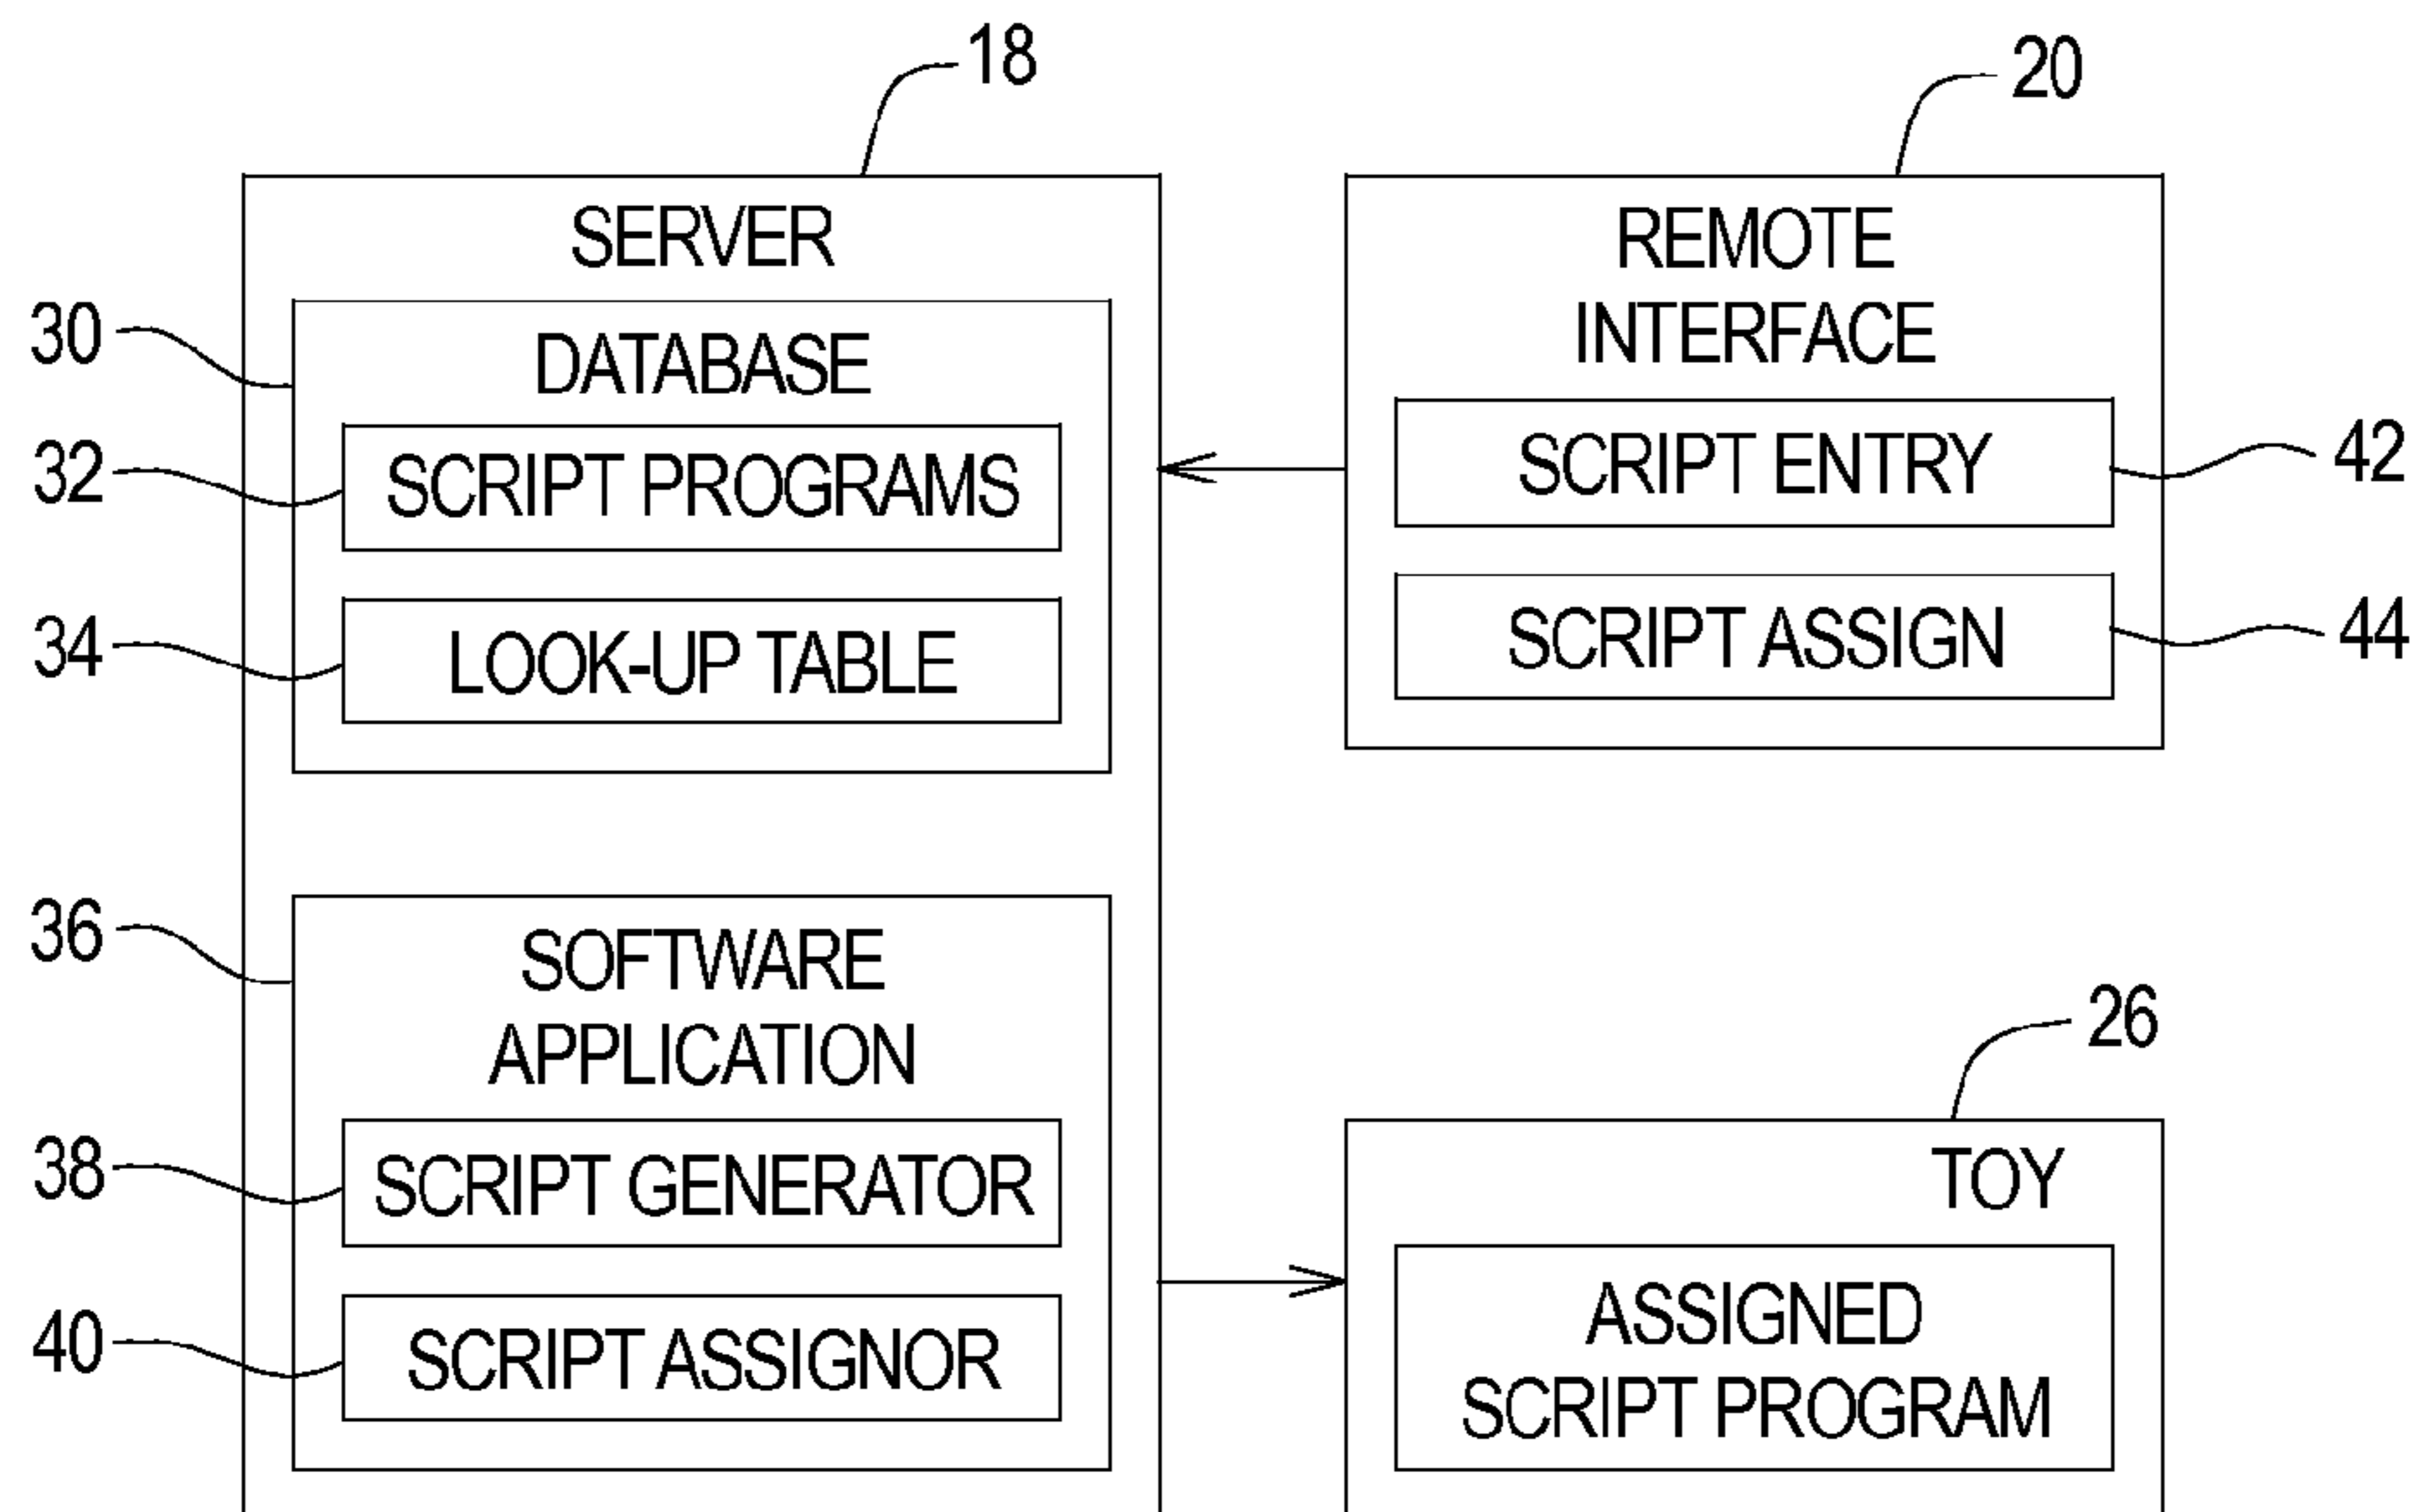 18
20
SERVER
REMOTE
INTERFACE
30
DATABASE
32
SCRIPT PROGRAMS
SCRIPT ENTRY
42
34
LOOK-UP TABLE
SCRIPT ASSIGN
44
36
SOFTWARE
APPLICATION
26
38
SCRIPT GENERATOR
TOY
40
SCRIPT ASSIGNOR
ASSIGNED
SCRIPT PROGRAM